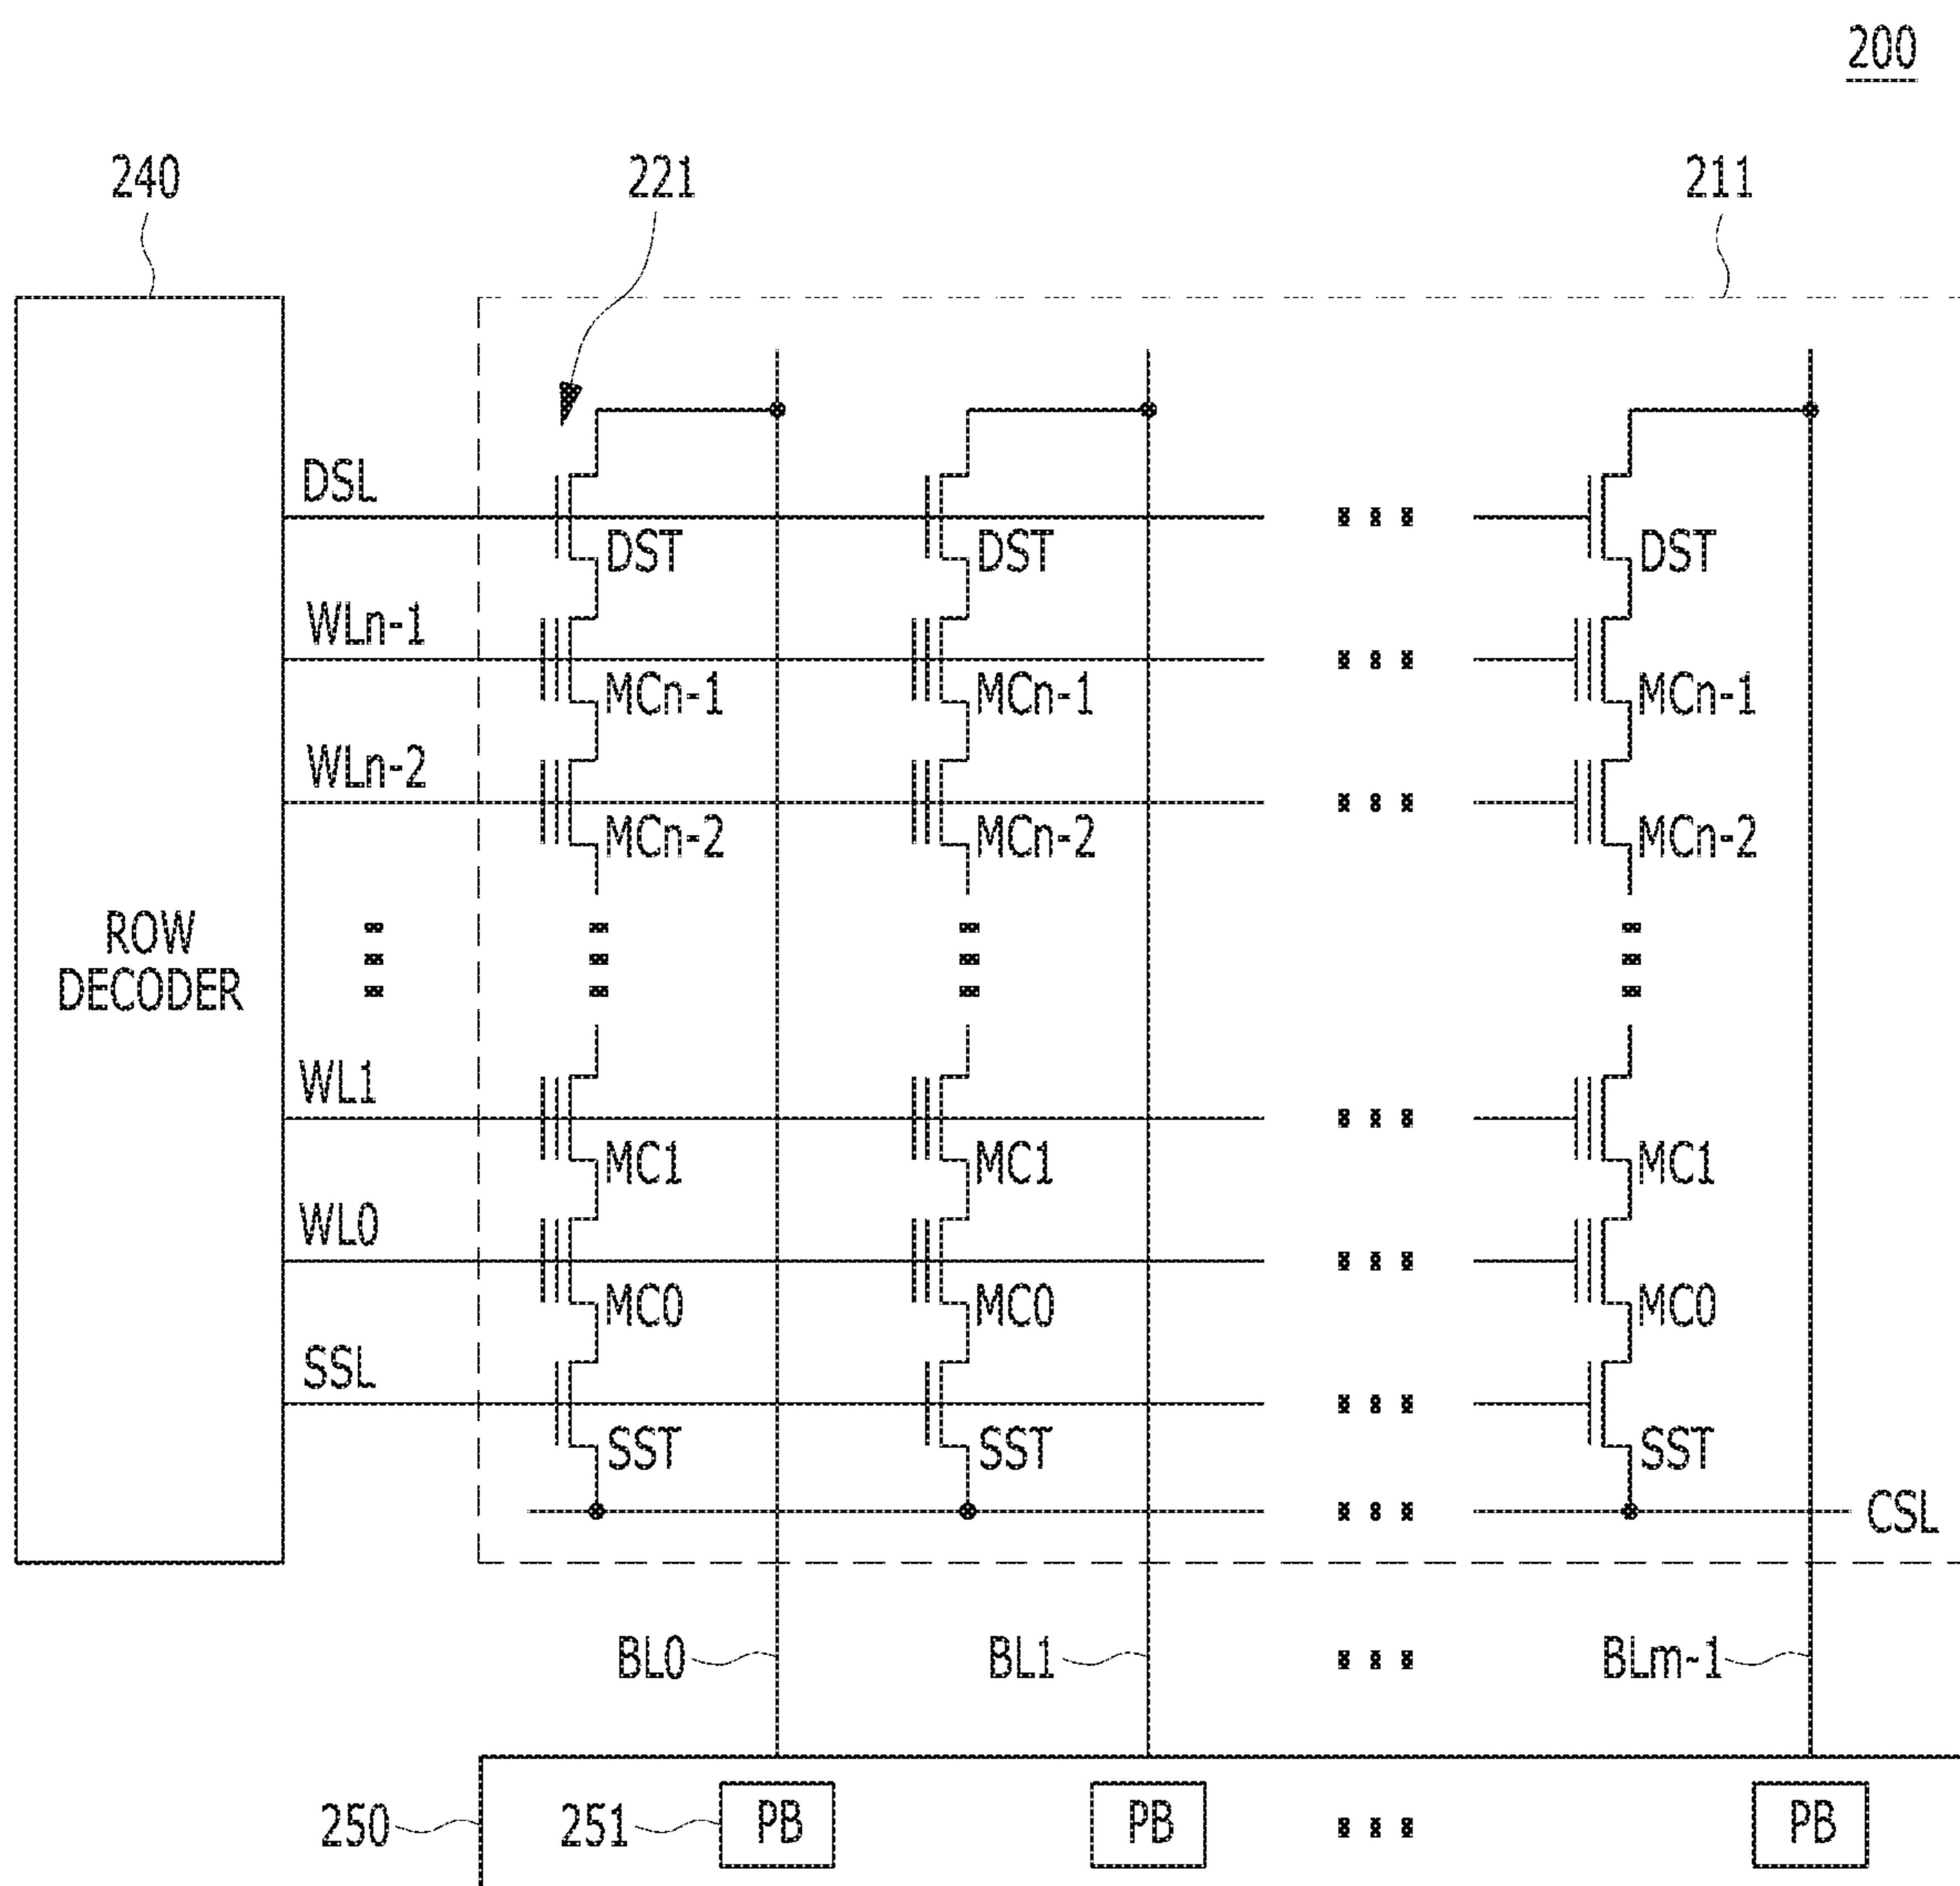 200
240 221 211
DSL
DST DST DST
WLn-1
MCn-1 MCn-1 MCn-1
WLn-2
MCn-2 MCn-2 MCn-2
ROW
DECODER
WL1
MC1 MC1 MC1
WL0
MC0 MC0 MC0
SSL
SST SST SST
CSL
BL0 BL1 BLm-1
250 251 PB PB PB